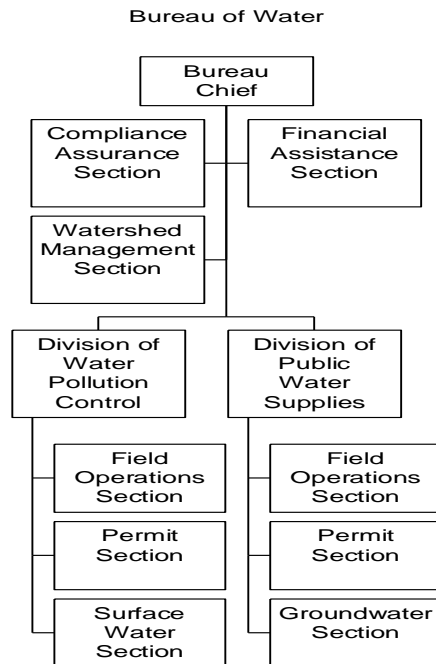 Bureau of Water
Bureau
Chief
Compliance
Assurance
Section
Financial
Assistance
Section
Watershed
Management
Section
Division of
Water
Pollution
Control
Division of
Public
Water
Supplies
Field
Operations
Section
Field
Operations
Section
Permit
Section
Permit
Section
Surface
Water
Section
Groundwater
Section